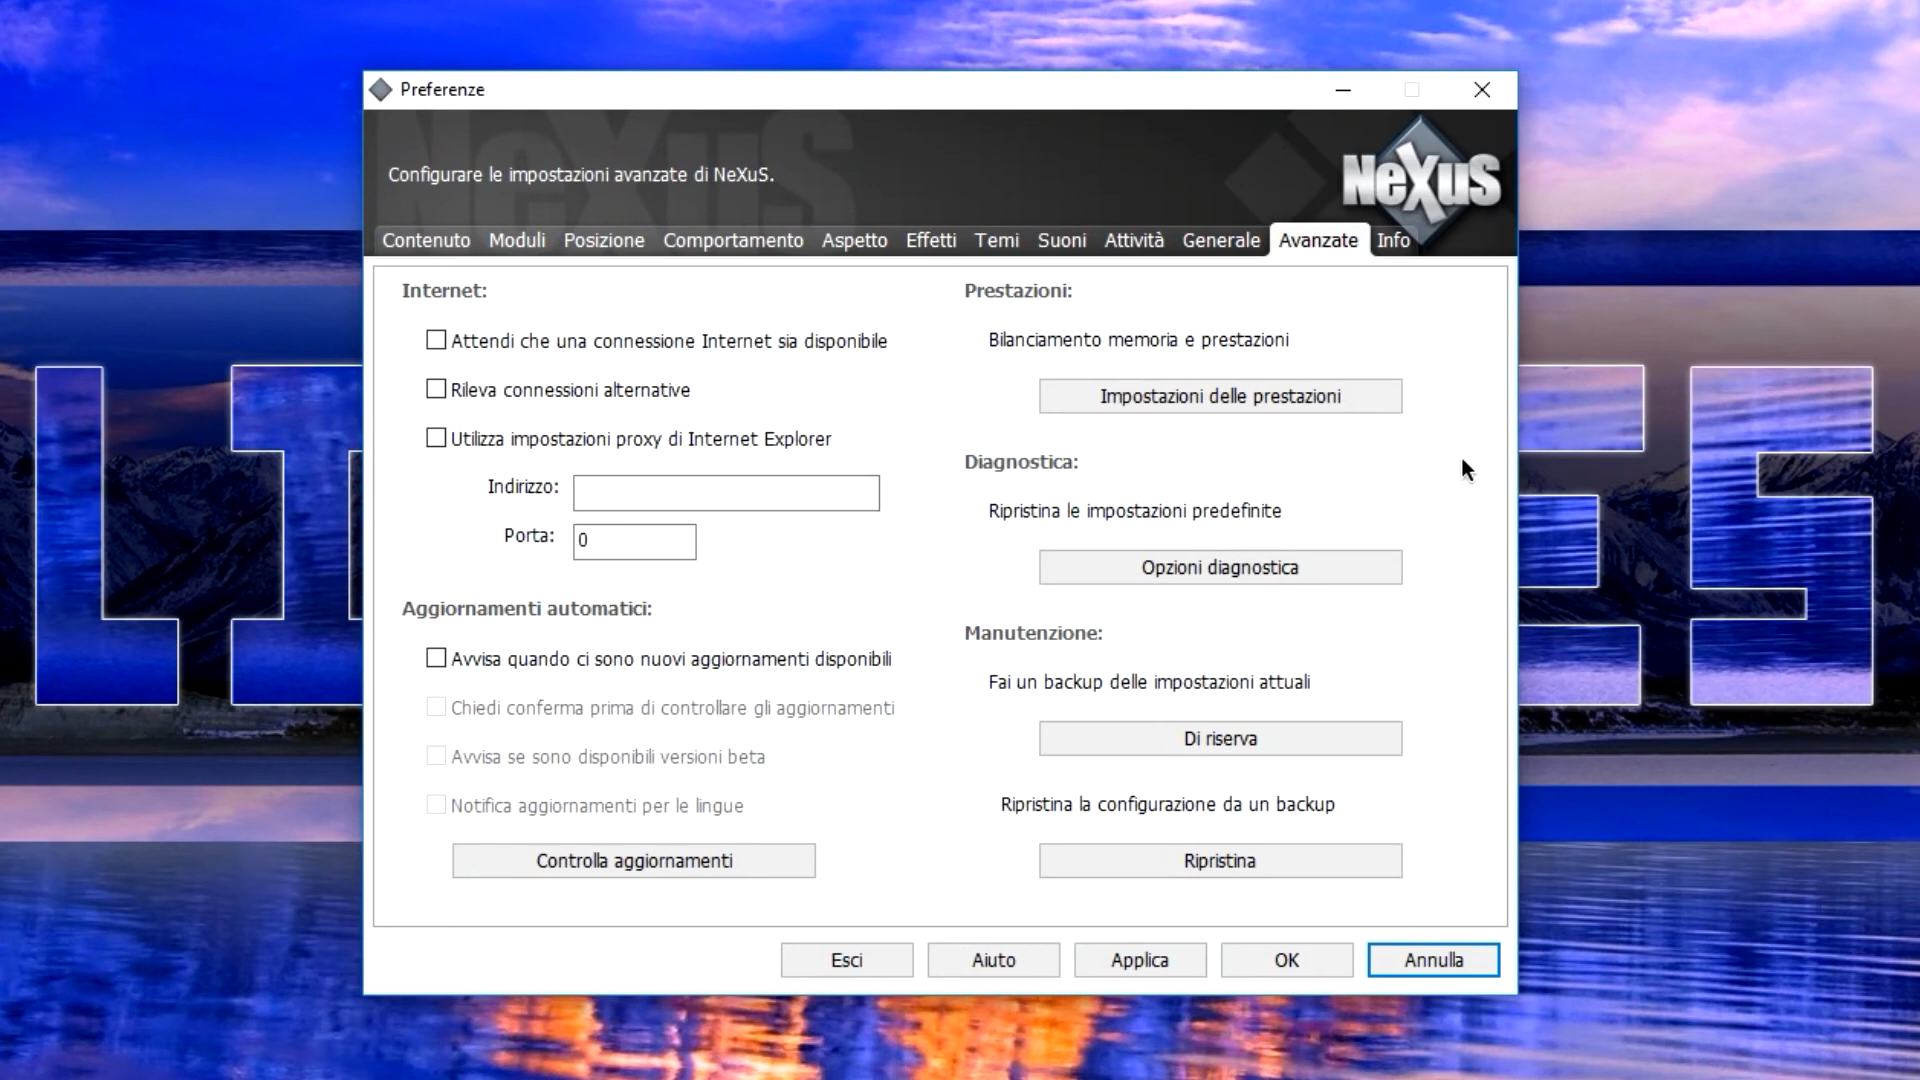 Preferenze
NeXuS
Configurare le impostazioni avanzate di NeXuS.
NeXuS
Contenuto Moduli Posizione Comportamento Aspetto Effetti Temi Suoni Attività Generale Avanzate Info
Internet:
Attendi che una connessione Internet sia disponibile
Rileva connessioni alternative
Utilizza impostazioni proxy di Internet Explorer
Indirizzo:
Porta: 0
Aggiornamenti automatici:
Avvisa quando ci sono nuovi aggiornamenti disponibili
Chiedi conferma prima di controllare gli aggiornamenti
Avvisa se sono disponibili versioni beta
Notifica aggiornamenti per le lingue
Controlla aggiornamenti
Prestazioni:
Bilanciamento memoria e prestazioni
Impostazioni delle prestazioni
Diagnostica:
Ripristina le impostazioni predefinite
Opzioni diagnostica
Manutenzione:
Fai un backup delle impostazioni attuali
Di riserva
Ripristina la configurazione da un backup
Ripristina
Esci Aiuto Applica OK Annulla